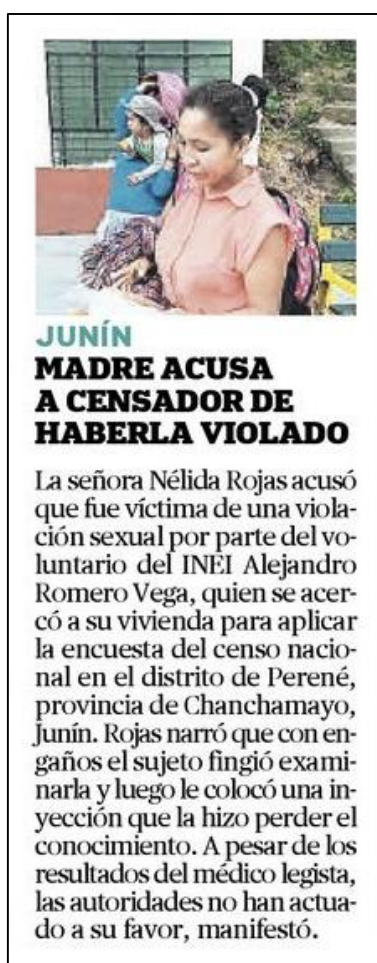 JUNÍN
MADRE ACUSA
A CENSADOR DE
HABERLA VIOLADO
La señora Nélida Rojas acusó
que fue víctima de una viola-
ción sexual por parte del vo-
luntario del INEI Alejandro
Romero Vega, quien se acer-
có a su vivienda para aplicar
la encuesta del censo nacio-
nal en el distrito de Perené,
provincia de Chanchamayo,
Junín. Rojas narró que con en-
gaños el sujeto fingió exami-
narla y luego le colocó una in-
yección que la hizo perder el
conocimiento. A pesar de los
resultados del médico legista,
las autoridades no han actua-
do a su favor, manifestó.